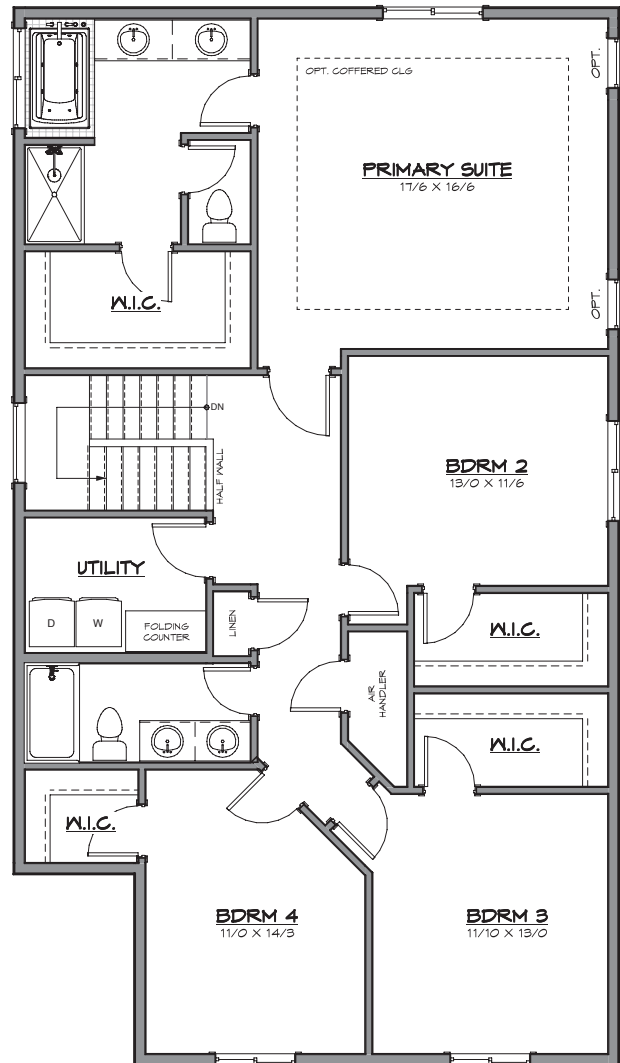 OPT. COFFERED CLG
OPT.
PRIMARY SUITE
17/6 X 16/6
OPT.
W.I.C.
DN
HALF WALL
BDRM 2
13/0 X 11/6
UTILITY
D
W
FOLDING
COUNTER
LINEN
W.I.C.
AIR
HANDLER
W.I.C.
W.I.C.
BDRM 4
11/0 X 14/3
BDRM 3
11/10 X 13/0